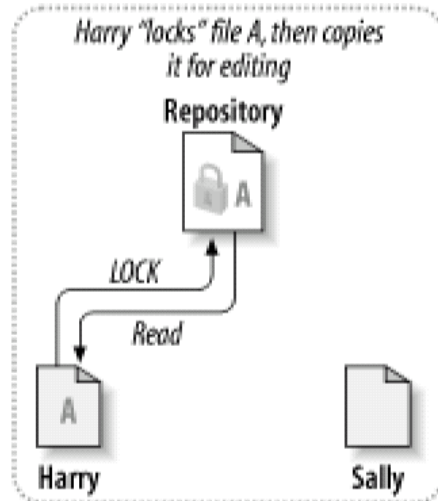 Harry "locks" file A, then copies
it for editing
Repository
A
LOCK
Read
A
Harry
Sally